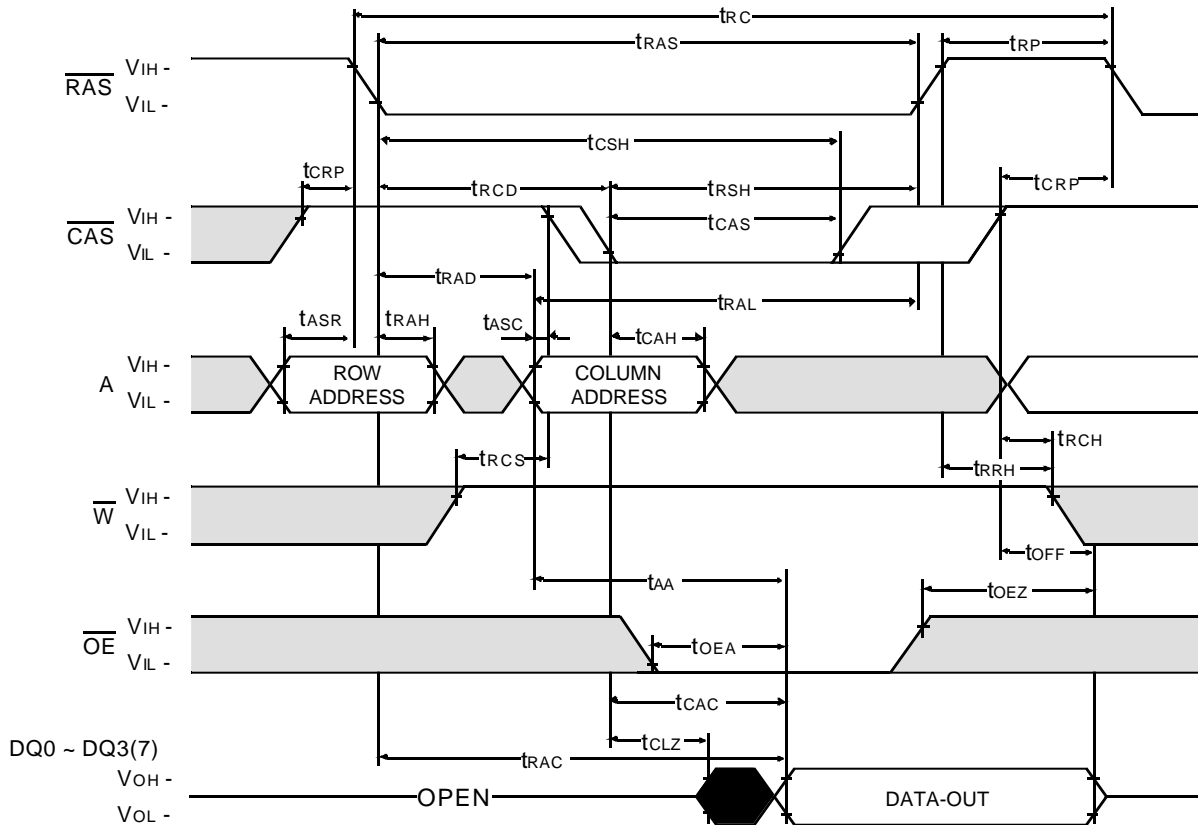 tRC
tRAS
tRP
RAS
VIH -
VIL -
tCSH
tCRP
tRCD
tRSH
tCRP
CAS
VIH -
VIL -
tCAS
tRAD
tRAL
tASR
tRAH
tASC
tCAH
A
VIH -
VIL -
ROW
ADDRESS
COLUMN
ADDRESS
tRCS
tRCH
tRRH
W
VIH -
VIL -
tOFF
tAA
tOEZ
OE
VIH -
VIL -
tOEA
tCAC
DQ0 ~ DQ3(7)
tCLZ
tRAC
VOH -
VOL -
OPEN
DATA-OUT